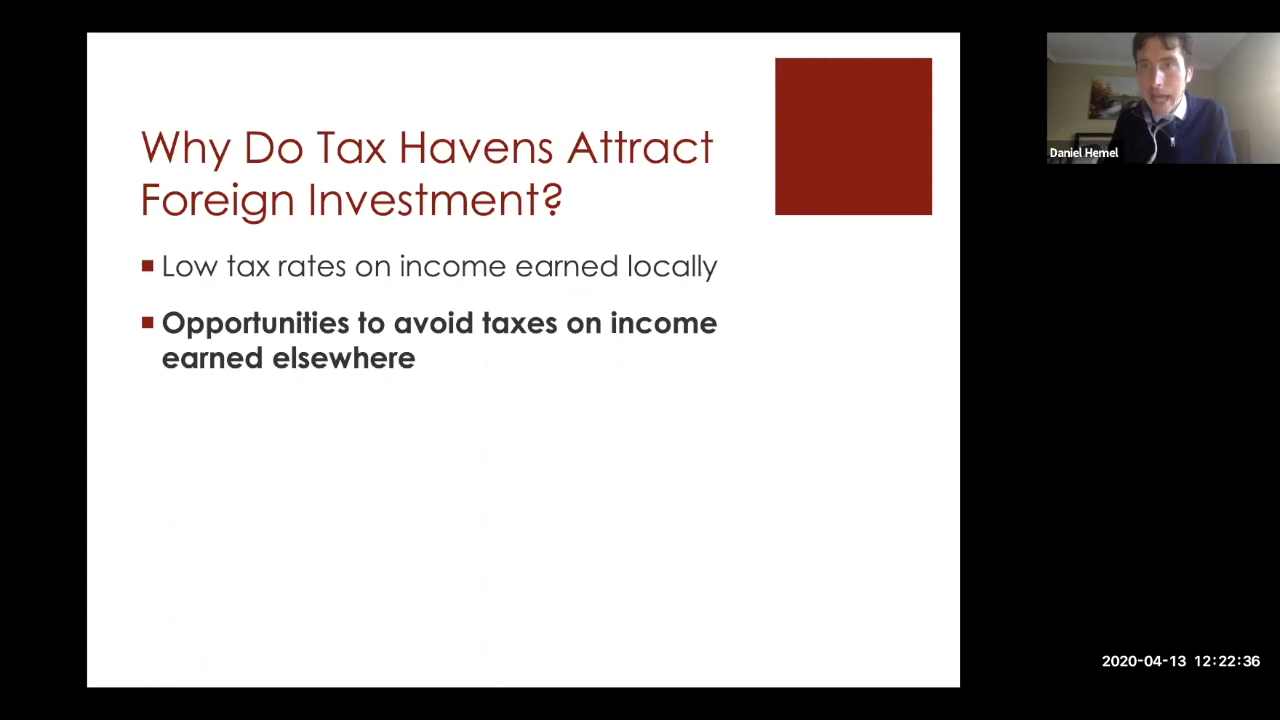 Why Do Tax Havens Attract
Foreign Investment?
Low tax rates on income earned locally
Opportunities to avoid taxes on income
earned elsewhere
Daniel Hemel
2020-04-13 12:22:36